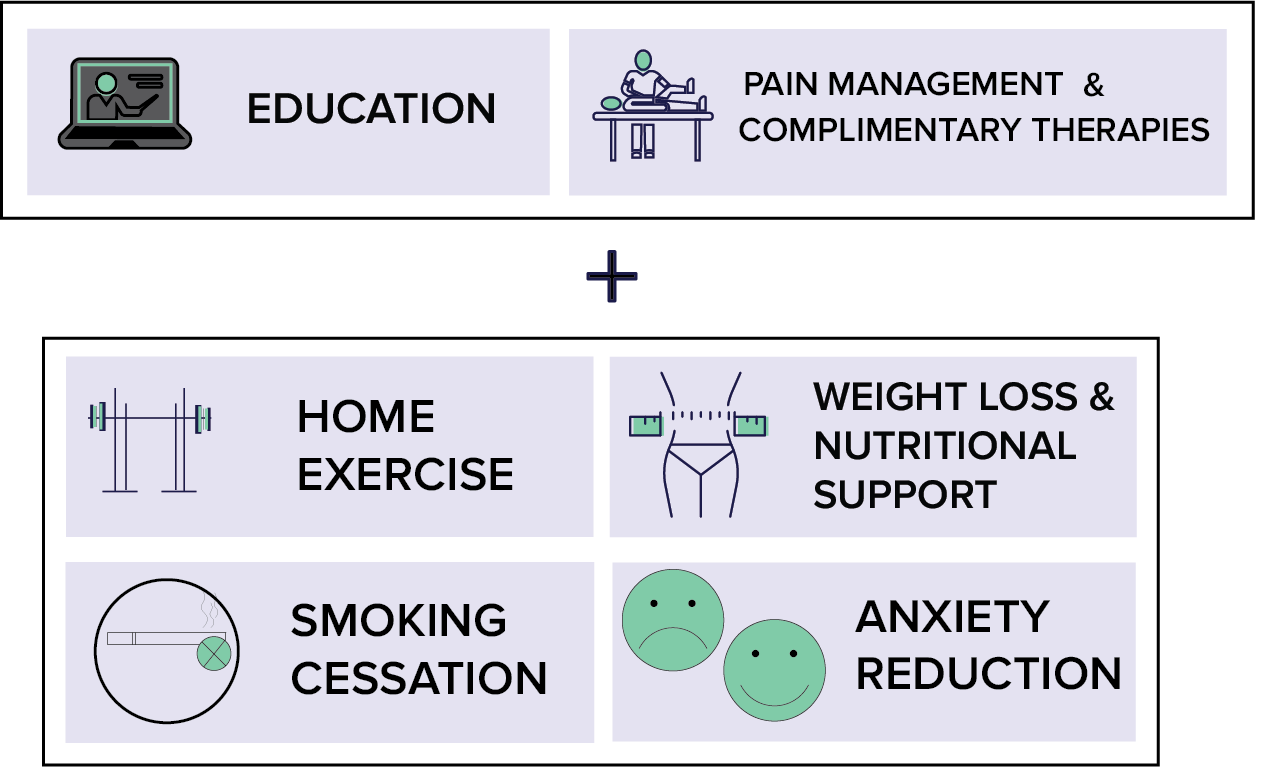 EDUCATION
PAIN MANAGEMENT &
COMPLIMENTARY THERAPIES
+
HOME
EXERCISE
WEIGHT LOSS &
NUTRITIONAL
SUPPORT
SMOKING
CESSATION
ANXIETY
REDUCTION